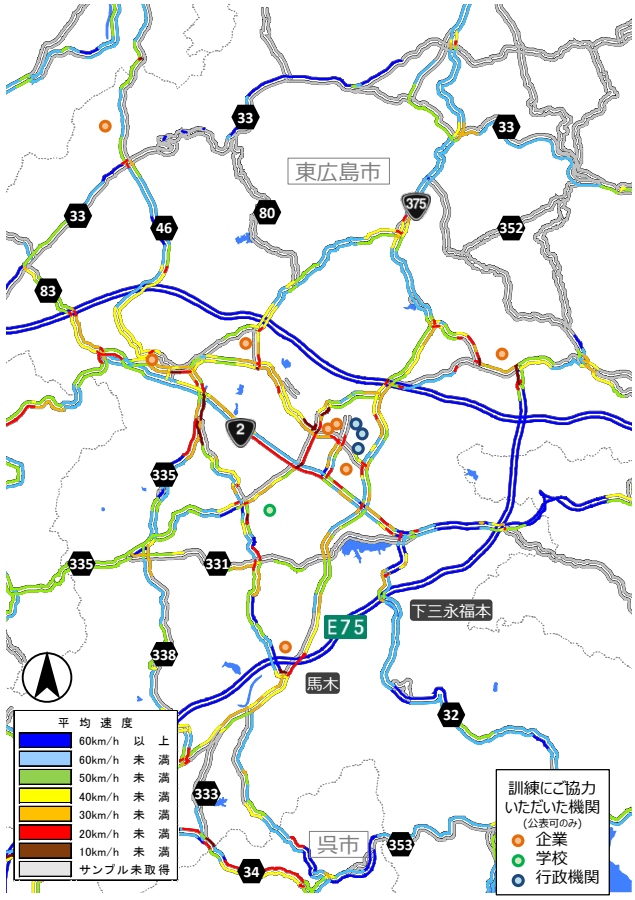 33
33
東広島市
375
33
80
352
46
83
2
335
335
331
E75
下三永福本
338
馬木
32
平均速度
60km/h 以上
60km/h 未満
50km/h 未満
40km/h 未満
30km/h 未満
20km/h 未満
10km/h 未満
サンプル未取得
333
呉市
353
34
訓練にご協力
いただいた機関
(公表可のみ)
企業
学校
行政機関